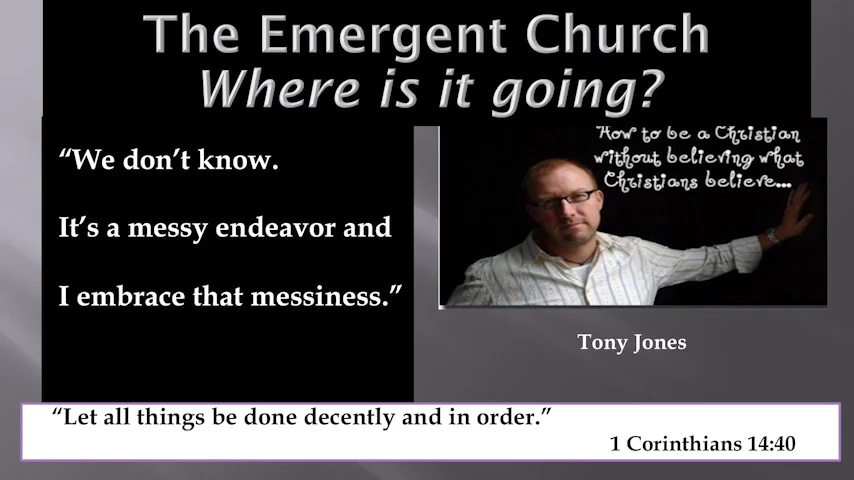 The Emergent Church
Where is it going?
“We don’t know.
It’s a messy endeavor and
I embrace that messiness.”
How to be a Christian
without believing what
Christians believe...
Tony Jones
“Let all things be done decently and in order.”
1 Corinthians 14:40